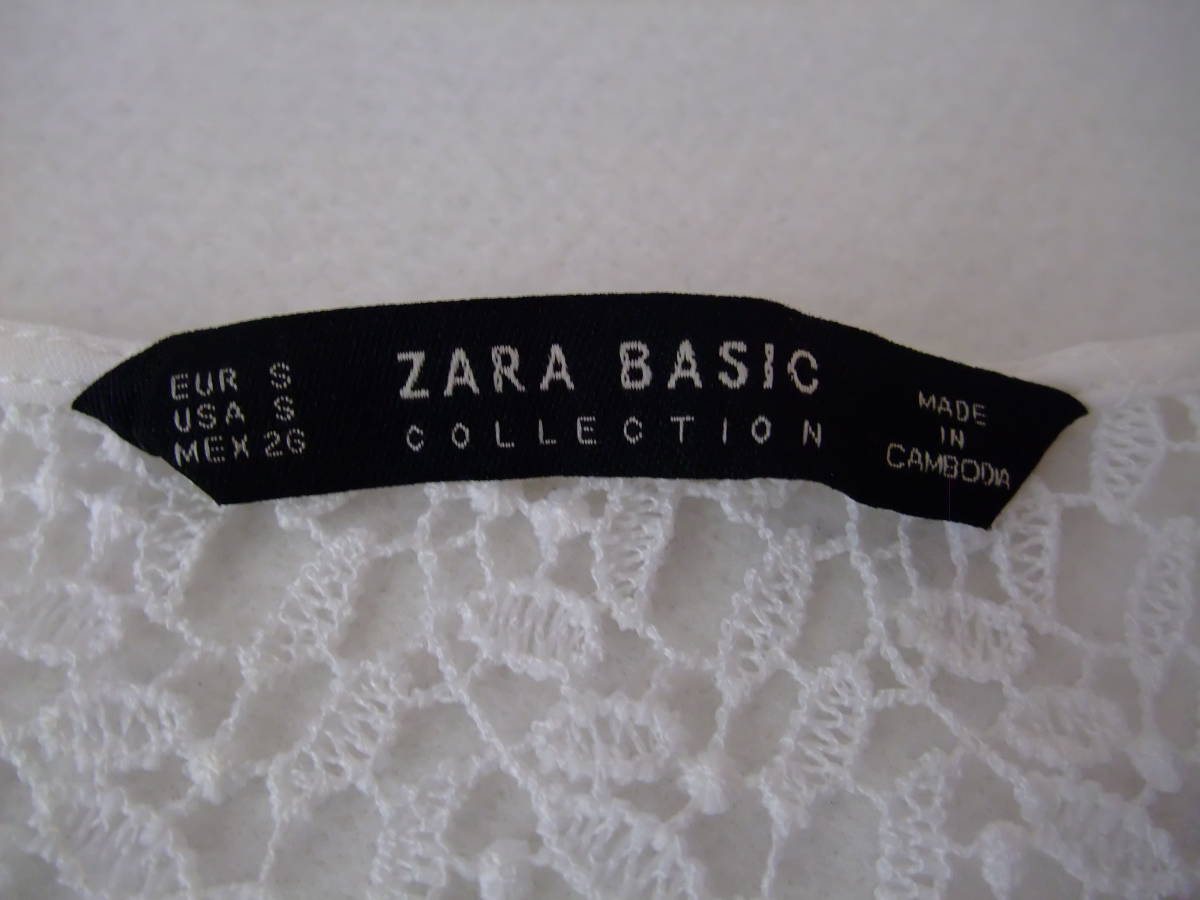 EUR S
USA S
MEX 26
ZARA BASIC
COLLECTION
MADE
IN
CAMBODIA